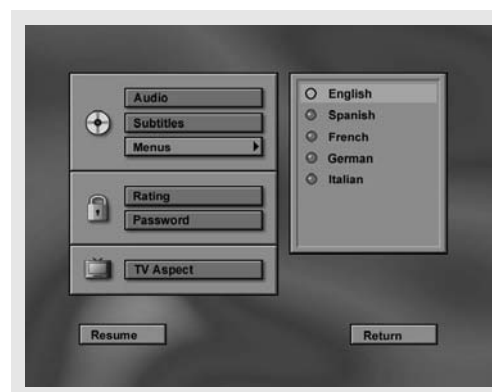 Audio
Subtitles
Menus
Rating
Password
TV Aspect
English
Spanish
French
German
Italian
Resume
Return